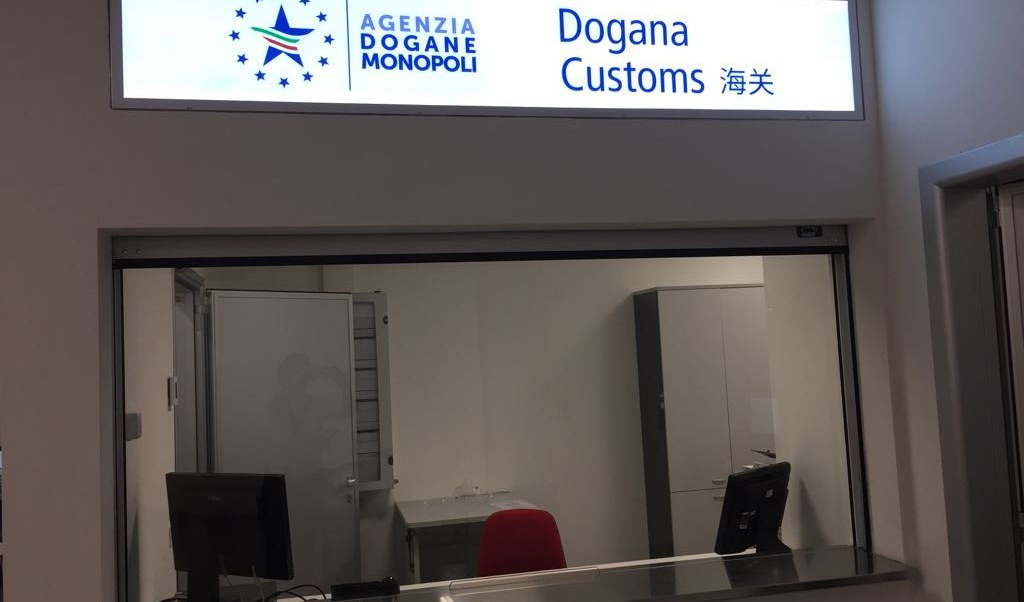 AGENZIA
DOGANE
MONOPOLI
Dogana
Customs 海关